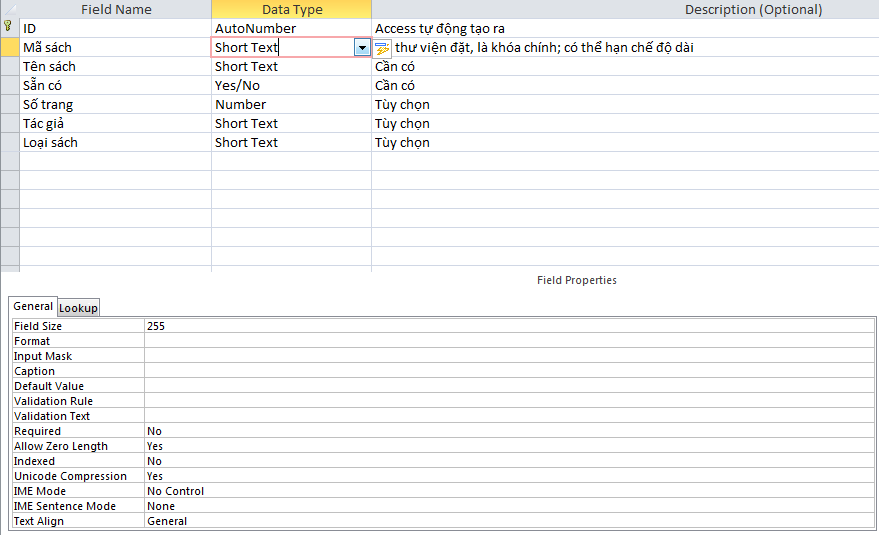 Field Name Data Type Description (Optional)
ID AutoNumber Access tự động tạo ra
Mã sách Short Text thư viện đặt, là khóa chính; có thể hạn chế độ dài
Tên sách Short Text Cần có
Sẵn có Yes/No Cần có
Số trang Number Tùy chọn
Tác giả Short Text Tùy chọn
Loại sách Short Text Tùy chọn
Field Properties
General Lookup
Field Size 255
Format
Input Mask
Caption
Default Value
Validation Rule
Validation Text
Required No
Allow Zero Length Yes
Indexed No
Unicode Compression Yes
IME Mode No Control
IME Sentence Mode None
Text Align General